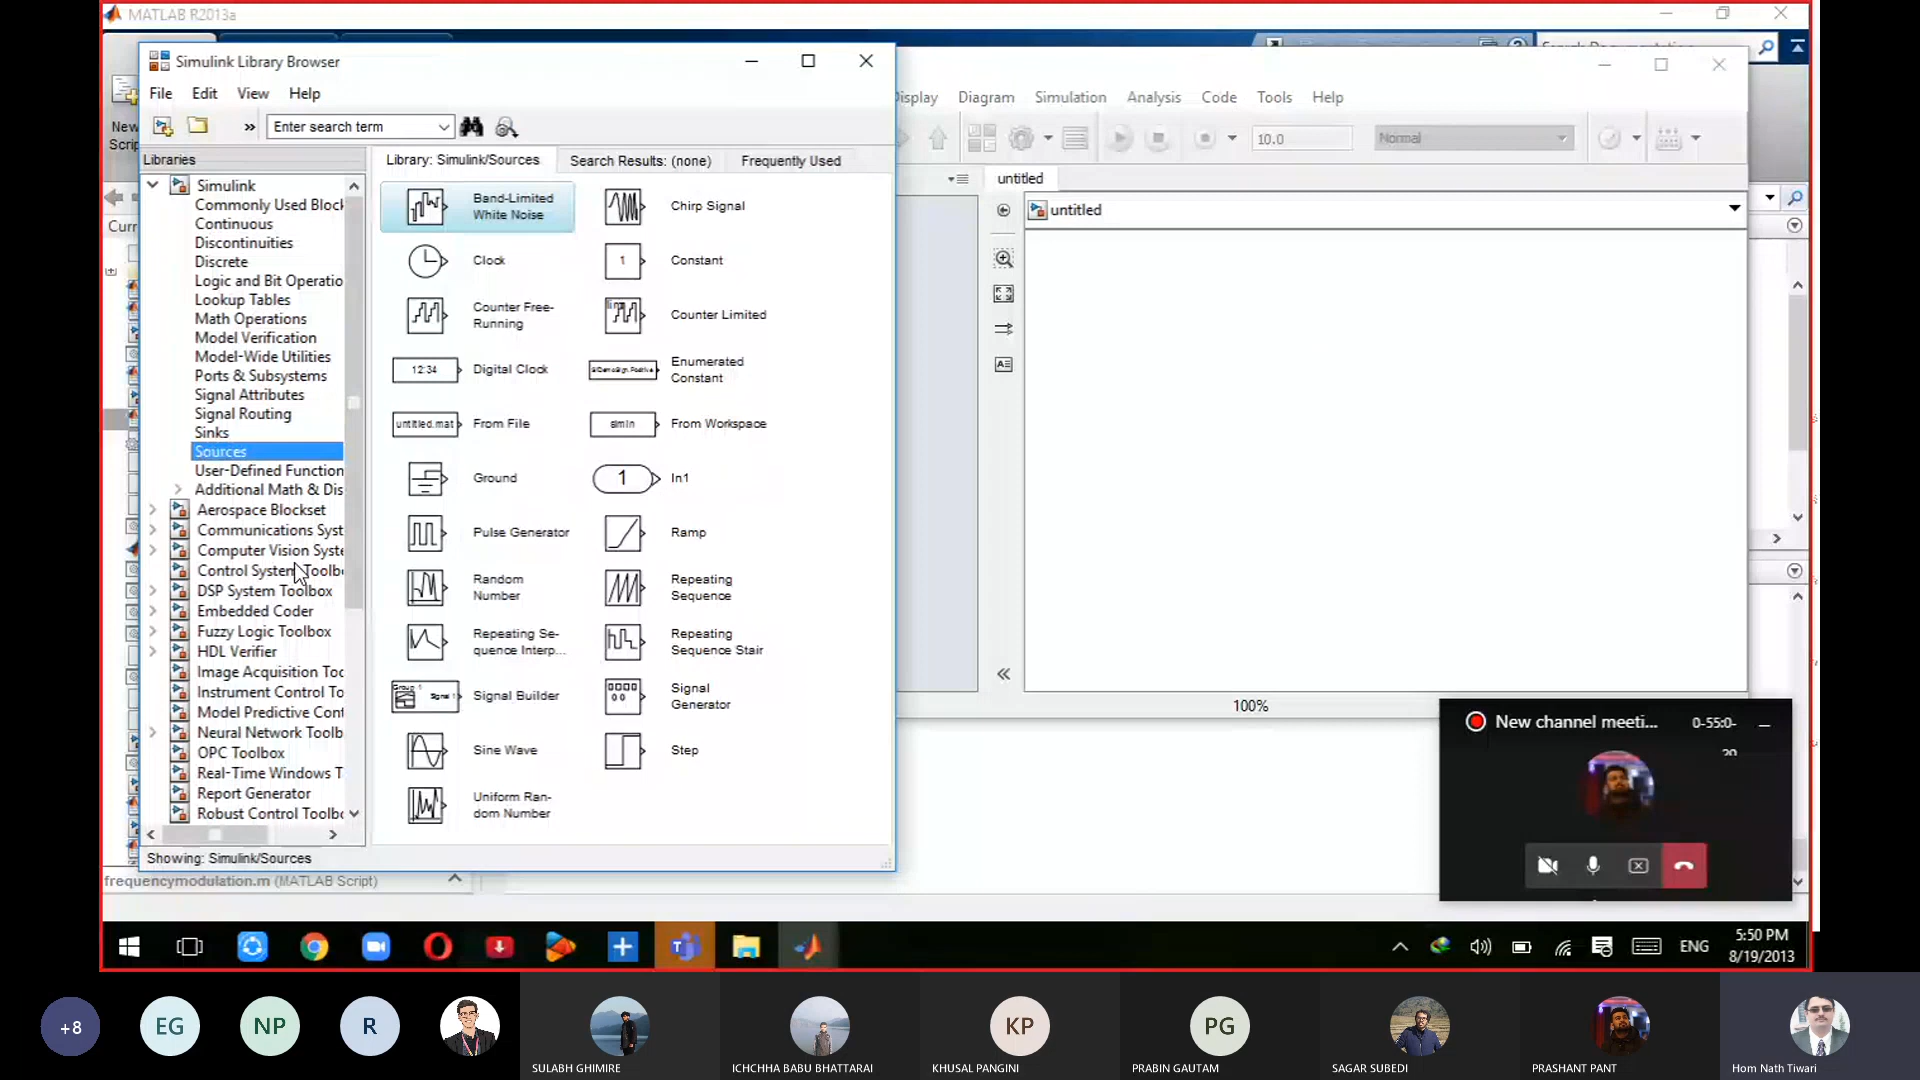 MATLAB R2013a
Simulink Library Browser
File Edit View Help
Enter search term
Libraries
Library: Simulink/Sources
Search Results: (none)
Frequently Used
Simulink
Commonly Used Block
Continuous
Discontinuities
Discrete
Logic and Bit Operatio
Lookup Tables
Math Operations
Model Verification
Model-Wide Utilities
Ports & Subsystems
Signal Attributes
Signal Routing
Sinks
Sources
User-Defined Function
Additional Math & Dis
Aerospace Blockset
Communications Syst
Computer Vision Syste
Control System Toolb
DSP System Toolbox
Embedded Coder
Fuzzy Logic Toolbox
HDL Verifier
Image Acquisition Too
Instrument Control To
Model Predictive Cont
Neural Network Toolb
OPC Toolbox
Real-Time Windows T
Report Generator
Robust Control Toolb
Band-Limited
White Noise
Chirp Signal
Clock
1
Constant
Counter Free-
Running
Counter Limited
12:34
Digital Clock
Enumerated
Constant
untitled.mat
From File
simin
From Workspace
Ground
1
In1
Pulse Generator
Ramp
Random
Number
Repeating
Sequence
Repeating Se-
quence Interp...
Repeating
Sequence Stair
Signal Builder
Signal
Generator
Sine Wave
Step
Uniform Ran-
dom Number
Showing: Simulink/Sources
New
Scrip
Curr
frequencymodulation.m (MATLAB Script)
Display Diagram Simulation Analysis Code Tools Help
10.0
Normal
untitled
untitled
100%
New channel meeti...
0-55:0-
20
ENG
5:50 PM
8/19/2013
+8
EG
NP
R
KP
PG
SULABH GHIMIRE
ICHCHHA BABU BHATTARAI
KHUSAL PANGINI
PRABIN GAUTAM
SAGAR SUBEDI
PRASHANT PANT
Hom Nath Tiwari